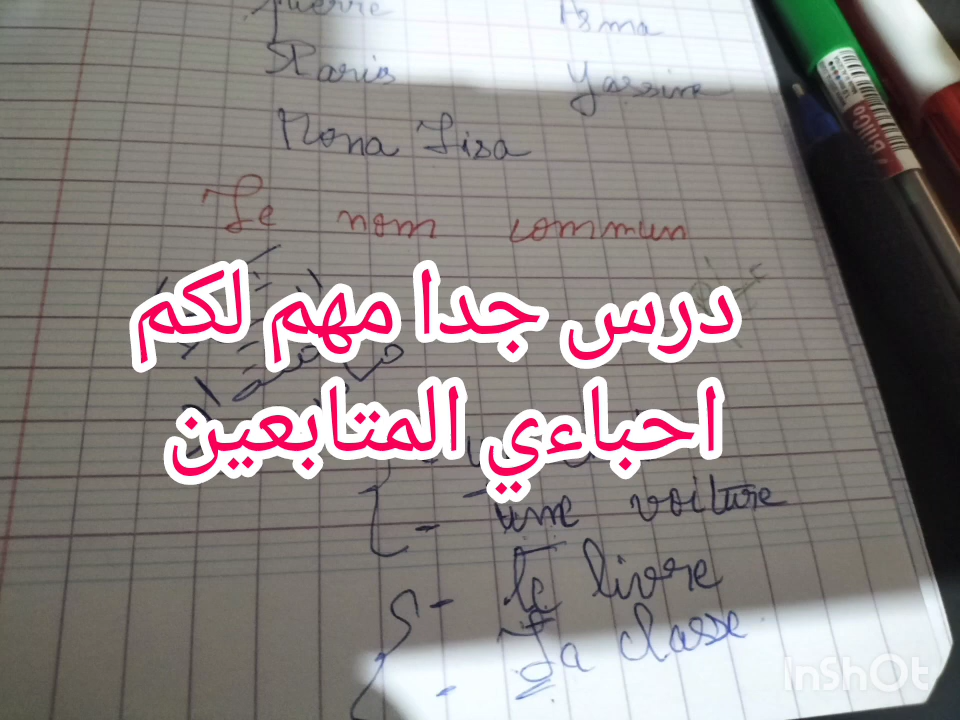 Pierre Asma
Paris Yassine
Mona Lisa
Le nom commun
درس جدا مهم لكم
احباءي المتابعين
- une voiture
- le livre
- La classe
InShOt